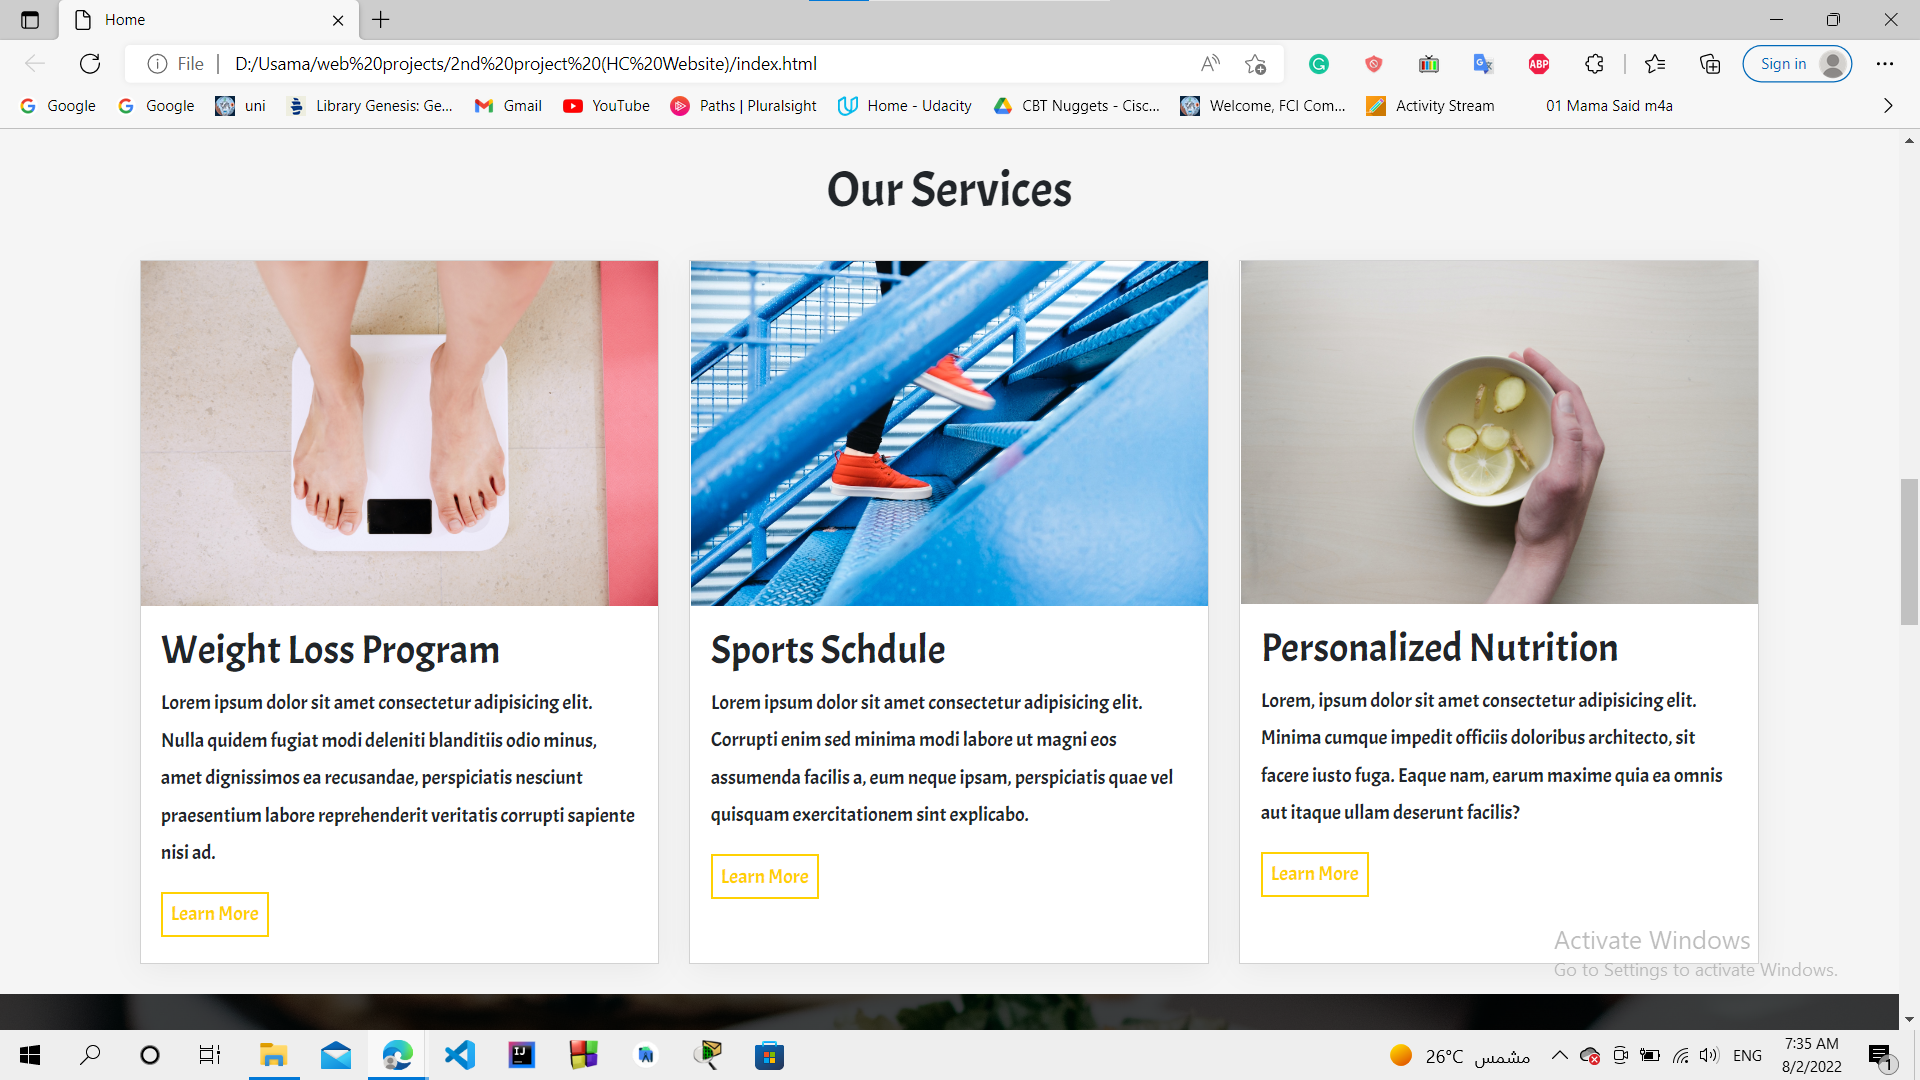 Home
File
D:/Usama/web%20projects/2nd%20project%20(HC%20Website)/index.html
ABP
Sign in
Google
Google
uni
Library Genesis: Ge...
Gmail
YouTube
Paths | Pluralsight
Home - Udacity
CBT Nuggets - Cisc...
Welcome, FCI Com...
Activity Stream
01 Mama Said m4a
Our Services
Weight Loss Program
Lorem ipsum dolor sit amet consectetur adipisicing elit.
Nulla quidem fugiat modi deleniti blanditiis odio minus,
amet dignissimos ea recusandae, perspiciatis nesciunt
praesentium labore reprehenderit veritatis corrupti sapiente
nisi ad.
Learn More
Sports Schdule
Lorem ipsum dolor sit amet consectetur adipisicing elit.
Corrupti enim sed minima modi labore ut magni eos
assumenda facilis a, eum neque ipsam, perspiciatis quae vel
quisquam exercitationem sint explicabo.
Learn More
Personalized Nutrition
Lorem, ipsum dolor sit amet consectetur adipisicing elit.
Minima cumque impedit officiis doloribus architecto, sit
facere iusto fuga. Eaque nam, earum maxime quia ea omnis
aut itaque ullam deserunt facilis?
Learn More
Activate Windows
Go to Settings to activate Windows.
IJ
26°C مشمس
ENG
7:35 AM
8/2/2022
1